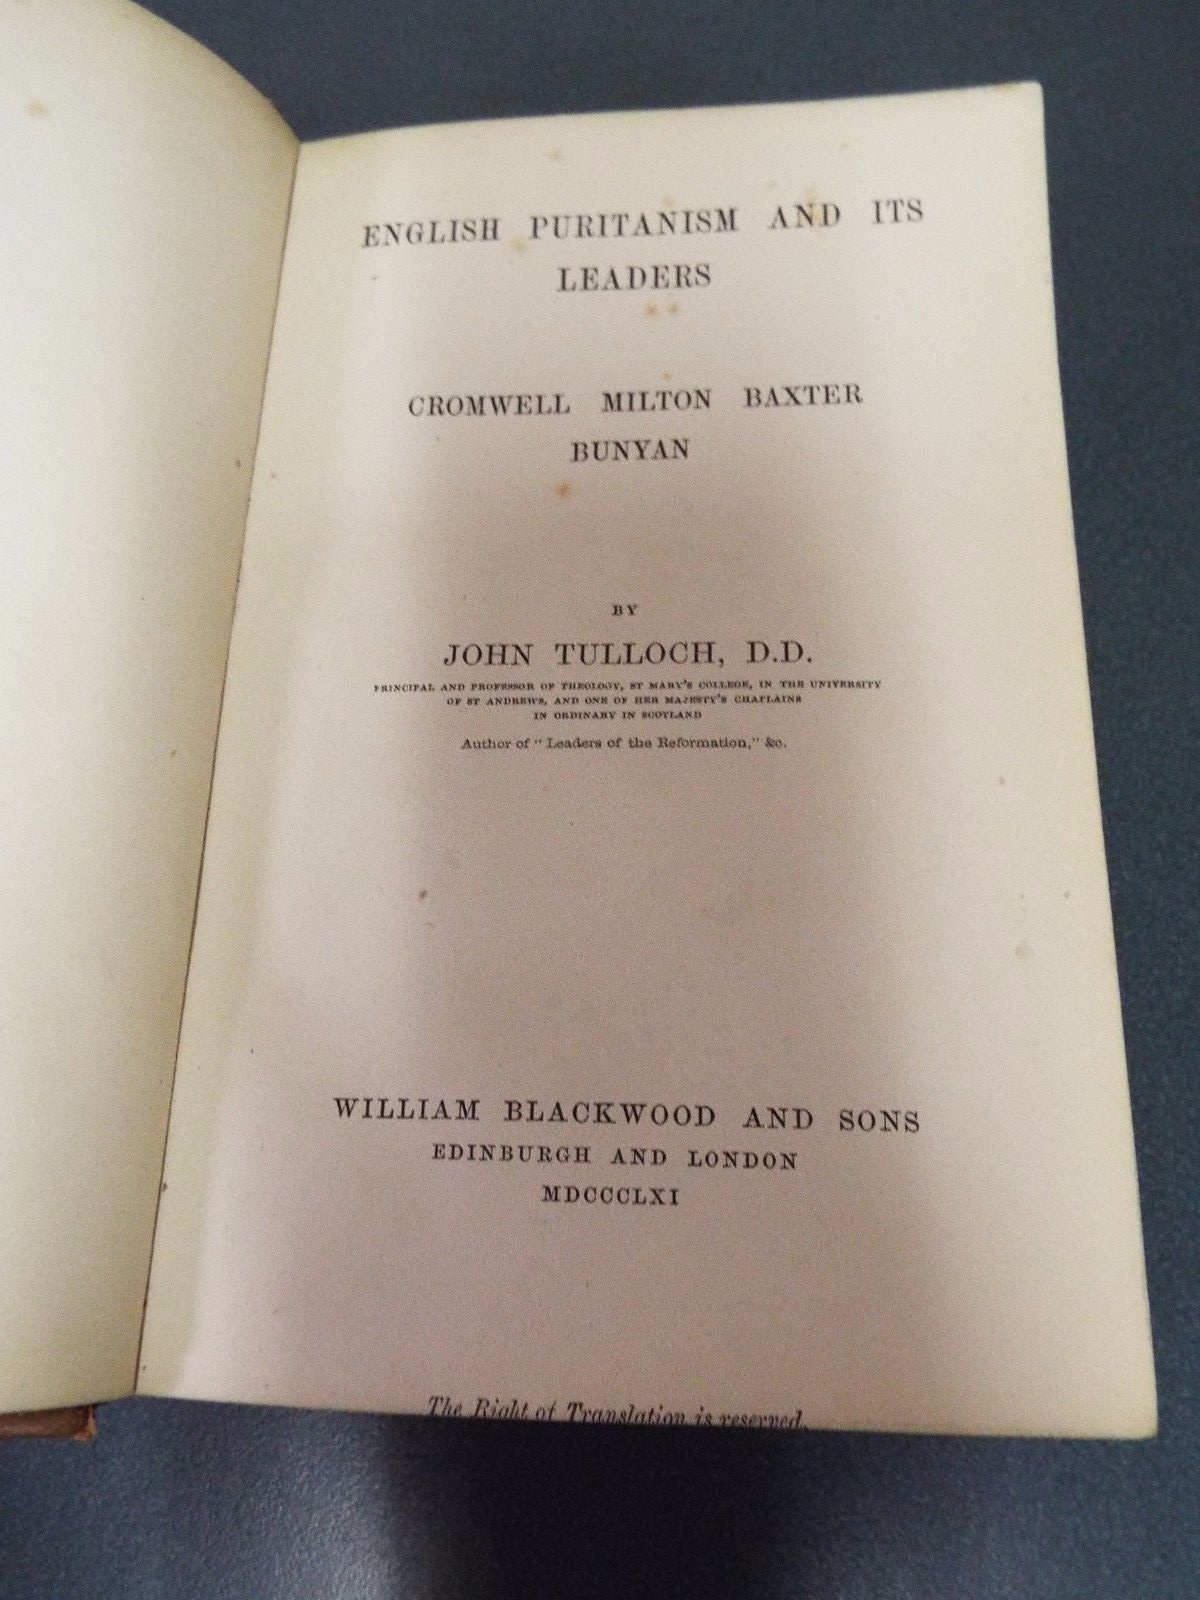 ENGLISH PURITANISM AND ITS
LEADERS
CROMWELL MILTON BAXTER
BUNYAN
BY
JOHN TULLOCH, D.D.
PRINCIPAL AND PROFESSOR OF THEOLOGY, ST MARY'S COLLEGE, IN THE UNIVERSITY
OF ST ANDREWS, AND ONE OF HER MAJESTY'S CHAPLAINS
IN ORDINARY IN SCOTLAND
Author of "Leaders of the Reformation," &c.
WILLIAM BLACKWOOD AND SONS
EDINBURGH AND LONDON
MDCCCLXI
The Right of Translation is reserved.